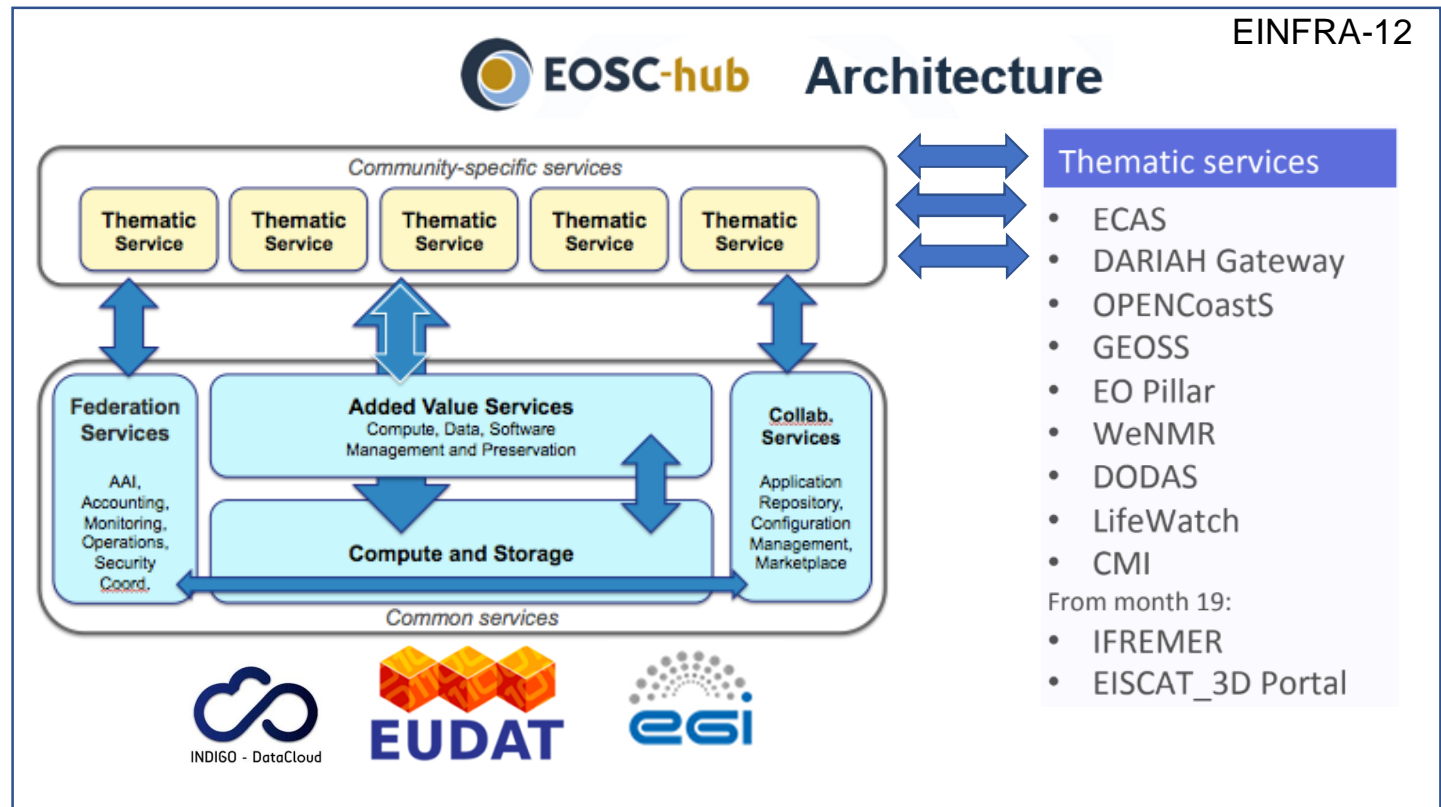 EINFRA-12
EOSC-hub Architecture
Community-specific services
Thematic
Service
Thematic
Service
Thematic
Service
Thematic
Service
Thematic
Service
Federation
Services
AAI,
Accounting,
Monitoring,
Operations,
Security
Coord.
Added Value Services
Compute, Data, Software
Management and Preservation
Compute and Storage
Collab.
Services
Application
Repository,
Configuration
Management,
Marketplace
Common services
INDIGO - DataCloud
EUDAT
egi
Thematic services
• ECAS
• DARIAH Gateway
• OPENCoastS
• GEOSS
• EO Pillar
• WeNMR
• DODAS
• LifeWatch
• CMI
From month 19:
• IFREMER
• EISCAT_3D Portal